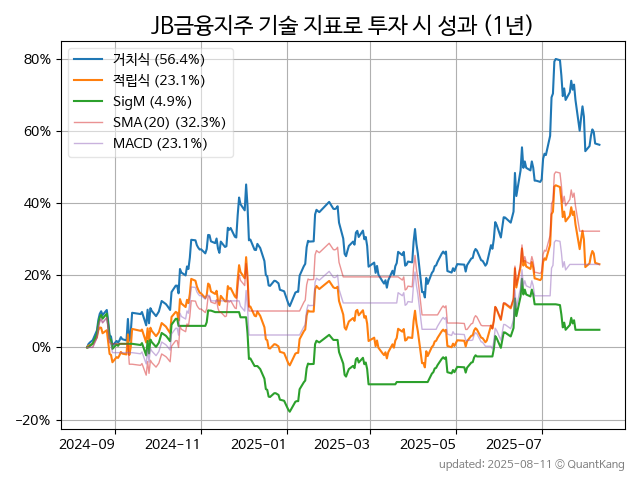 JB금융지주 기술 지표로 투자 시 성과 (1년)
거치식 (56.4%)
적립식 (23.1%)
SigM (4.9%)
SMA(20) (32.3%)
MACD (23.1%)
80%
60%
40%
20%
0%
−20%
2024-09 2024-11 2025-01 2025-03 2025-05 2025-07
updated: 2025-08-11 © QuantKang